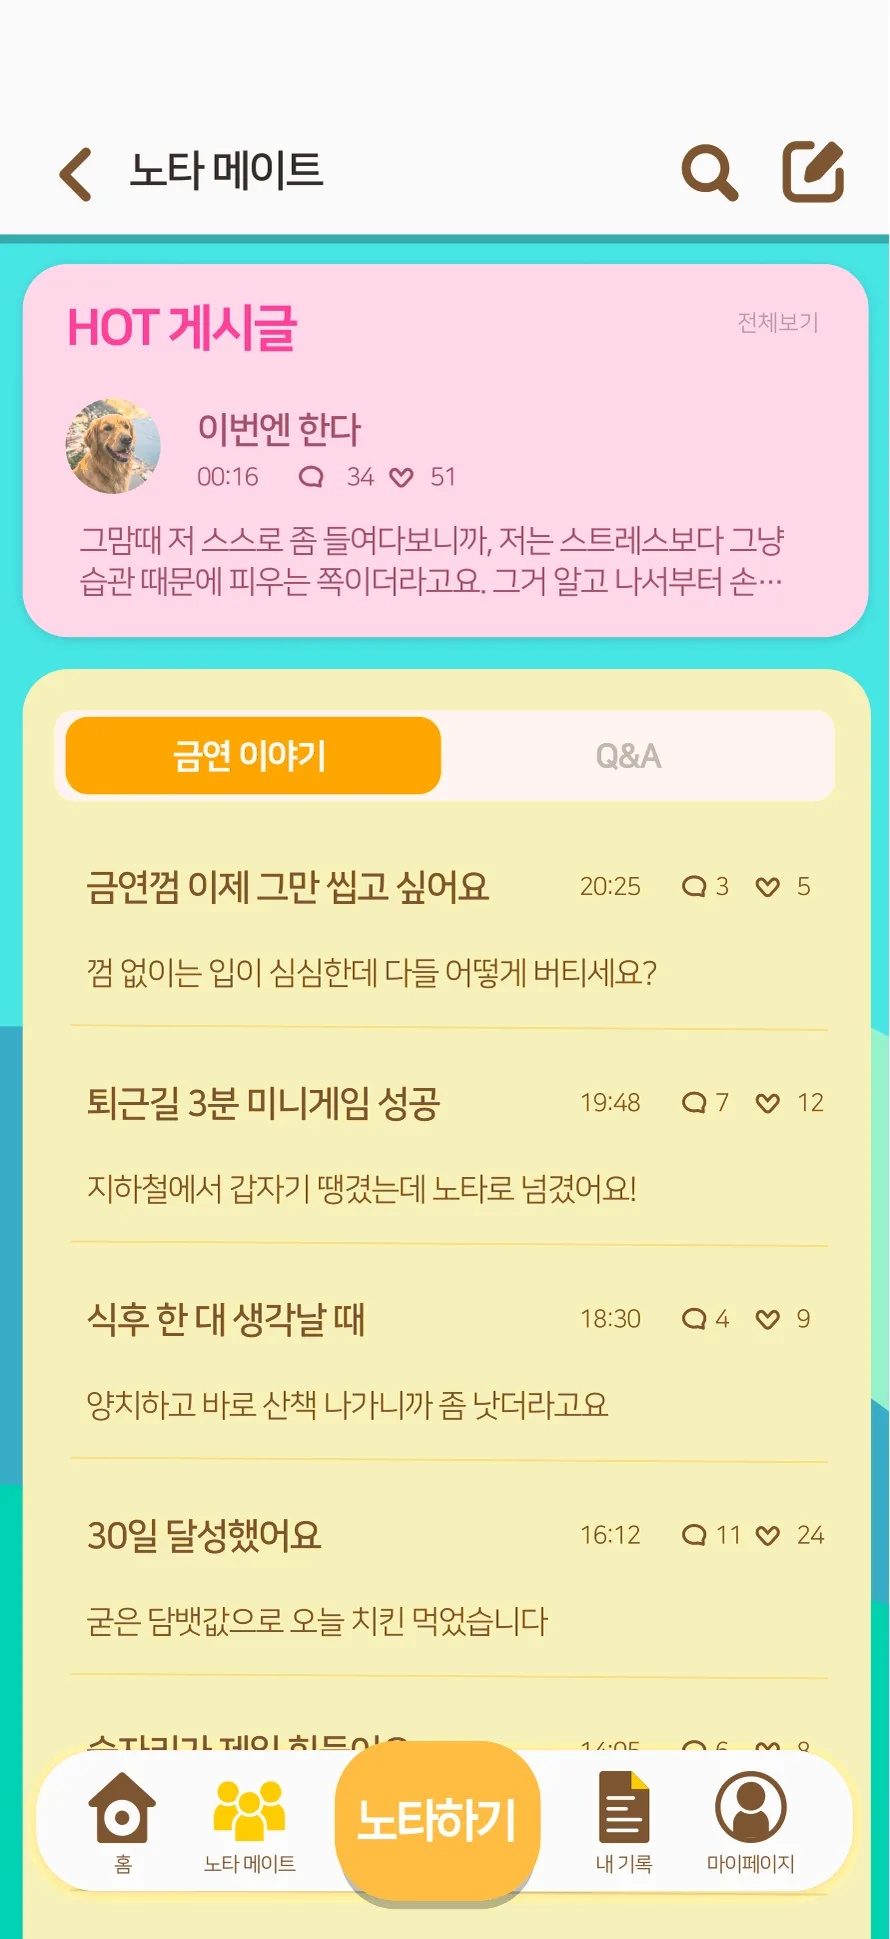 노타 메이트
HOT 게시글
전체보기
이번엔 한다
00:16 34 51
그맘때 저 스스로 좀 들여다보니까, 저는 스트레스보다 그냥
습관 때문에 피우는 쪽이더라고요. 그거 알고 나서부터 손…
금연 이야기
Q&A
금연껌 이제 그만 씹고 싶어요 20:25 3 5
껌 없이는 입이 심심한데 다들 어떻게 버티세요?
퇴근길 3분 미니게임 성공 19:48 7 12
지하철에서 갑자기 땡겼는데 노타로 넘겼어요!
식후 한 대 생각날 때 18:30 4 9
양치하고 바로 산책 나가니까 좀 낫더라고요
30일 달성했어요 16:12 11 24
굳은 담뱃값으로 오늘 치킨 먹었습니다
홈
노타 메이트
노타하기
내 기록
마이페이지